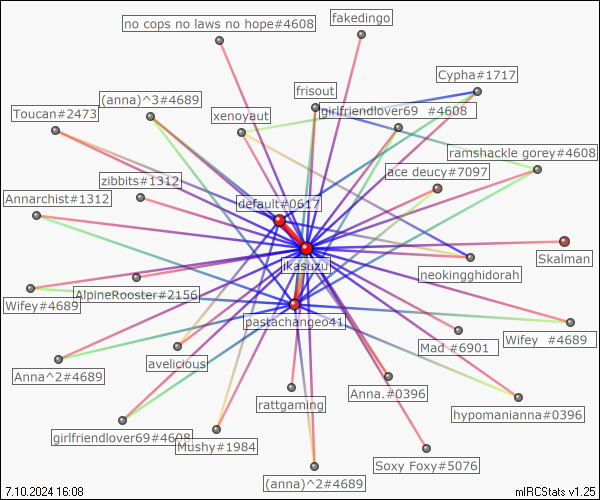 no cops no laws no hope#4608
fakedingo
Cypha#1717
frisout
(anna)^3#4689
Toucan#2473
xenoyaut
girlfriendlover69 #4608
ramshackle gorey#4608
ace deucy#7097
zibbits#1312
Annarchist#1312
default#0617
Skalman
ikasuzu
neokingghidorah
AlpineRooster#2156
Wifey#4689
pastachangeo41
Wifey #4689
Mad #6901
avelicious
Anna^2#4689
Anna.#0396
rattgaming
hypomanianna#0396
girlfriendlover69#4608
Mushy#1984
Soxy Foxy#5076
(anna)^2#4689
7.10.2024 16:08
mIRCStats v1.25